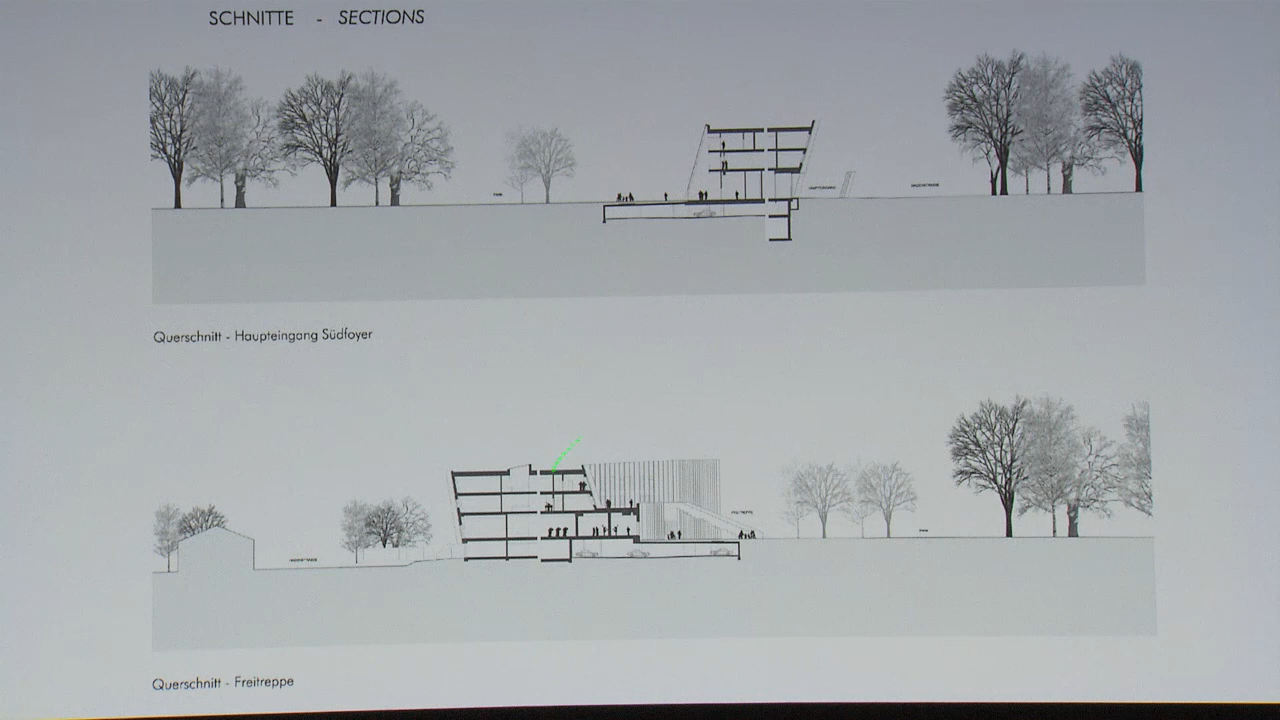 SCHNITTE - SECTIONS
Querschnitt - Haupteingang Südfoyer
Querschnitt - Freitreppe